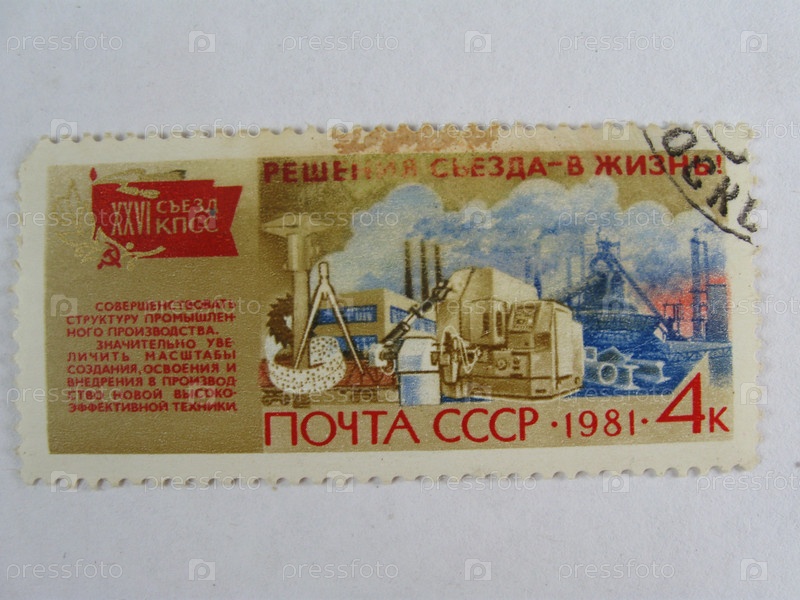 РЕШЕНИЯ СЪЕЗДА-В ЖИЗНЬ!
XXVI СЪЕЗД
КПСС
СОВЕРШЕНСТВОВАТЬ
СТРУКТУРУ ПРОМЫШЛЕН-
НОГО ПРОИЗВОДСТВА.
ЗНАЧИТЕЛЬНО УВЕ-
ЛИЧИТЬ МАСШТАБЫ
СОЗДАНИЯ, ОСВОЕНИЯ И
ВНЕДРЕНИЯ В ПРОИЗВОД-
СТВО НОВОЙ ВЫСОКО-
ЭФФЕКТИВНОЙ ТЕХНИКИ.
ПОЧТА СССР·1981·4К
pressfoto